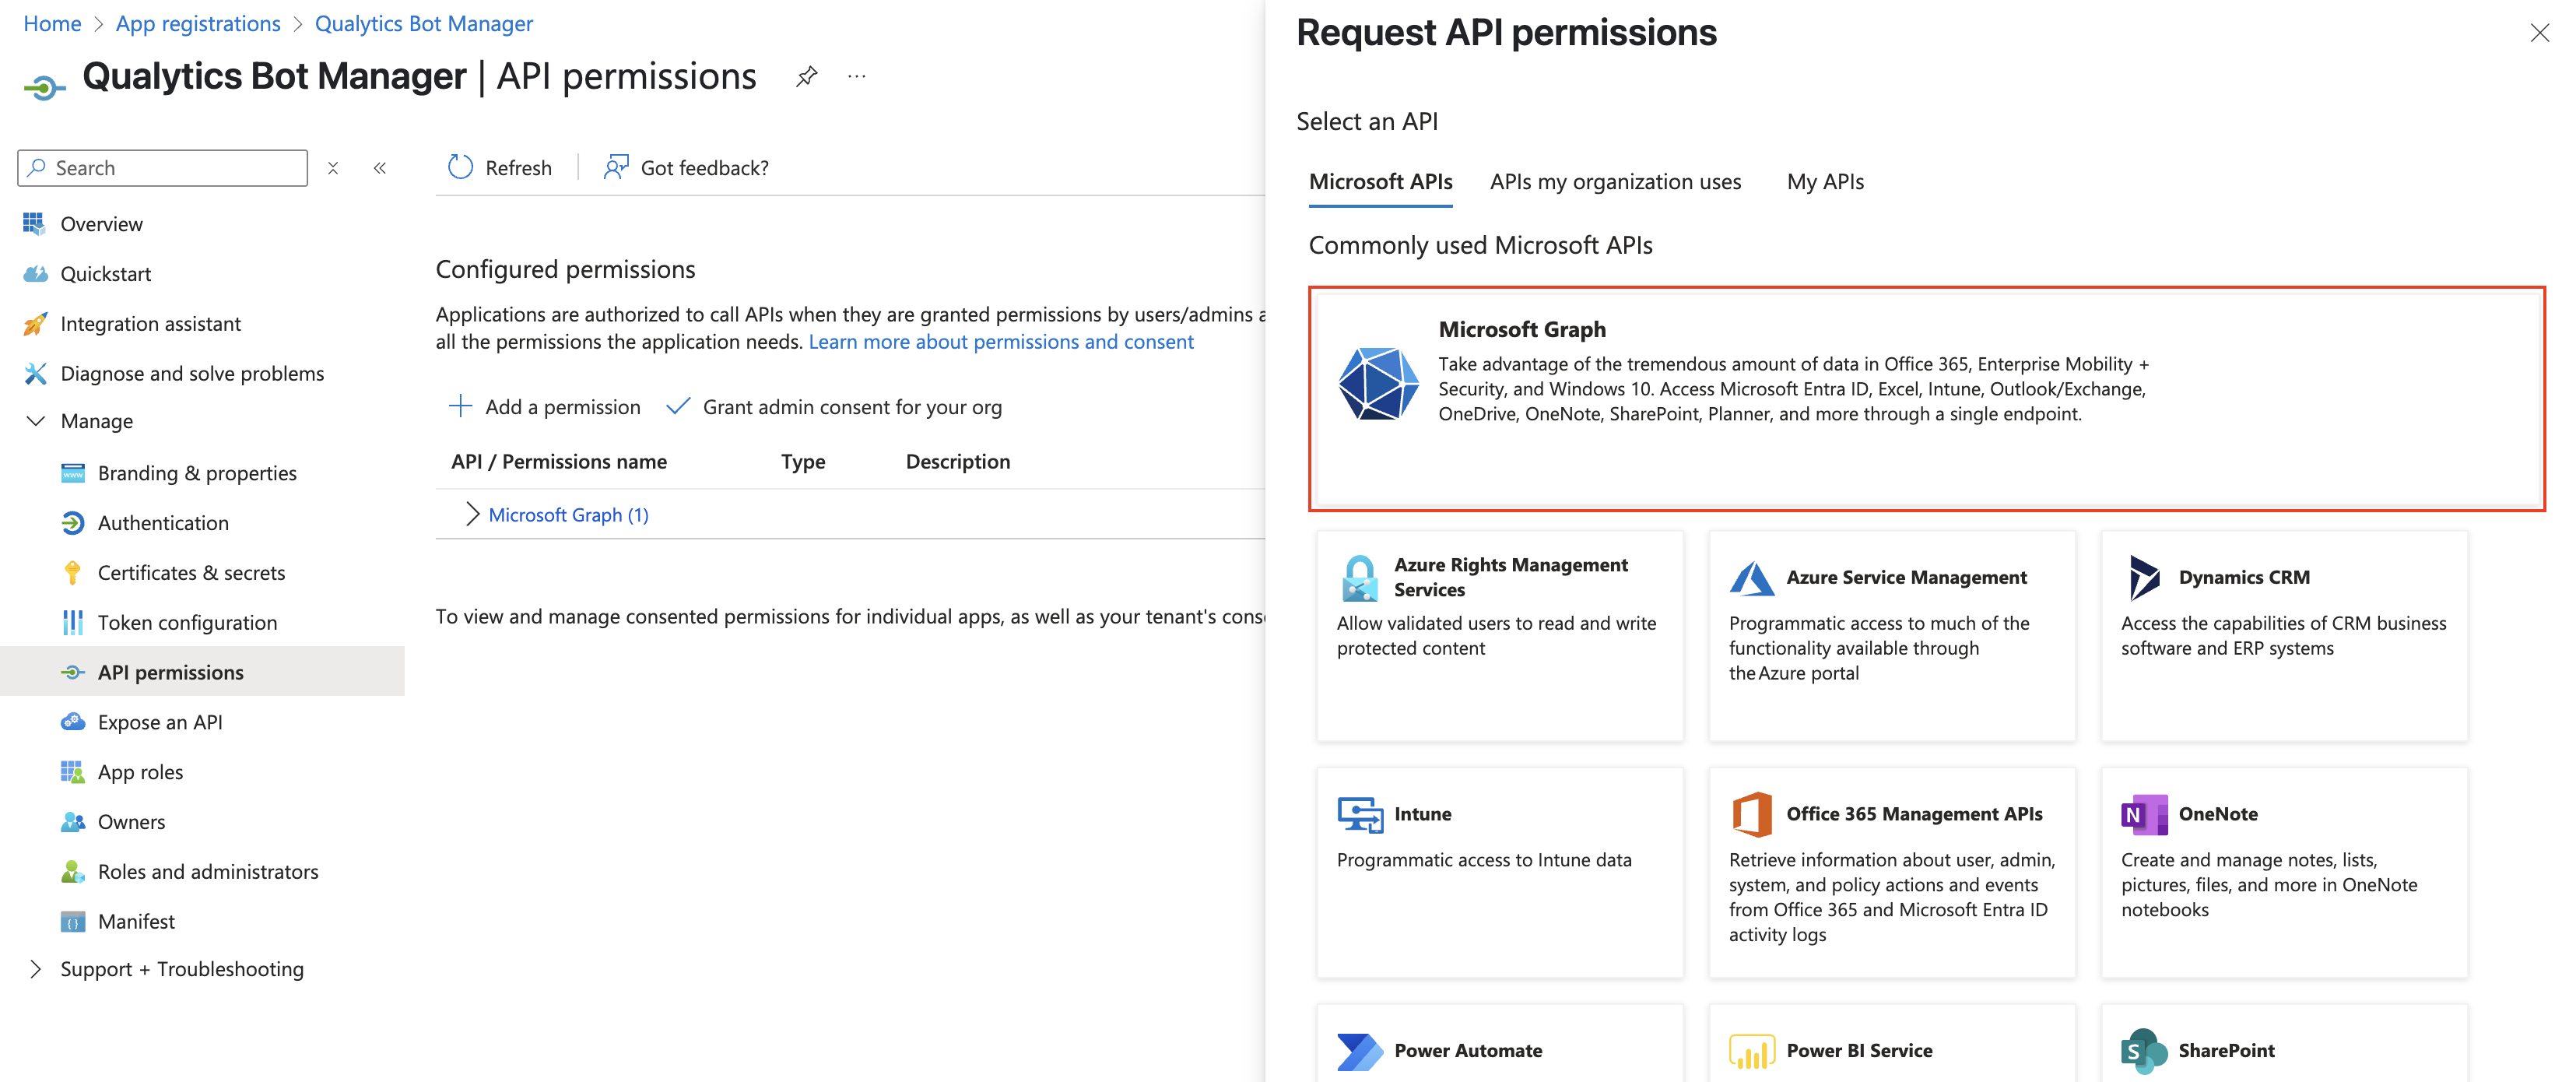 Home > App registrations > Qualytics Bot Manager
Qualytics Bot Manager | API permissions
Search
Overview
Quickstart
Integration assistant
Diagnose and solve problems
Manage
Branding & properties
Authentication
Certificates & secrets
Token configuration
API permissions
Expose an API
App roles
Owners
Roles and administrators
Manifest
Support + Troubleshooting
Refresh
Got feedback?
Configured permissions
Applications are authorized to call APIs when they are granted permissions by users/admins
all the permissions the application needs. Learn more about permissions and consent
Add a permission
Grant admin consent for your org
API / Permissions name Type Description
Microsoft Graph (1)
To view and manage consented permissions for individual apps, as well as your tenant's
Request API permissions
Select an API
Microsoft APIs APIs my organization uses My APIs
Commonly used Microsoft APIs
Microsoft Graph
Take advantage of the tremendous amount of data in Office 365, Enterprise Mobility +
Security, and Windows 10. Access Microsoft Entra ID, Excel, Intune, Outlook/Exchange,
OneDrive, OneNote, SharePoint, Planner, and more through a single endpoint.
Azure Rights Management
Services
Allow validated users to read and write
protected content
Azure Service Management
Programmatic access to much of the
functionality available through
the Azure portal
Dynamics CRM
Access the capabilities of CRM business
software and ERP systems
Intune
Programmatic access to Intune data
Office 365 Management APIs
Retrieve information about user, admin,
system, and policy actions and events
from Office 365 and Microsoft Entra ID
activity logs
OneNote
Create and manage notes, lists,
pictures, files, and more in OneNote
notebooks
Power Automate
Power BI Service
SharePoint